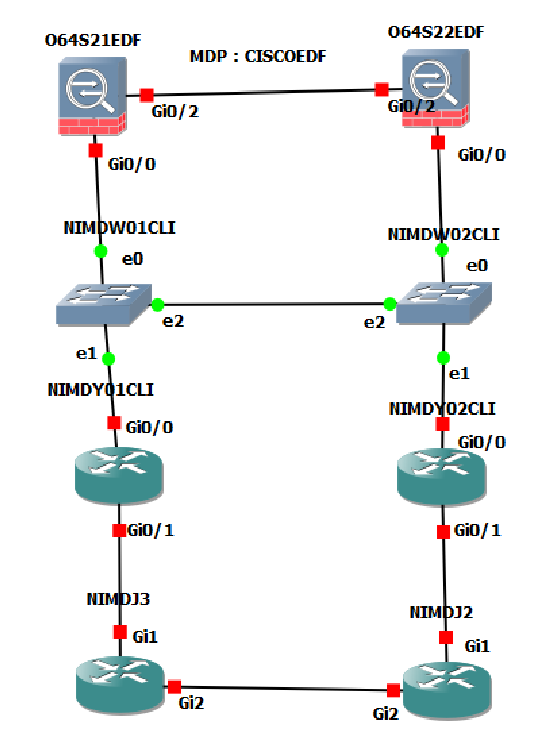 O64S21EDF
MDP : CISCOEDF
O64S22EDF
Gi0/2
Gi0/2
Gi0/0
Gi0/0
NIMDW01CLI
NIMDW02CLI
e0
e0
e2
e2
e1
e1
NIMDY01CLI
NIMDY02CLI
Gi0/0
Gi0/0
Gi0/1
Gi0/1
NIMDJ3
NIMDJ2
Gi1
Gi1
Gi2
Gi2